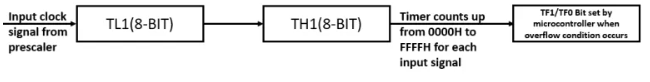 Input clock
signal from
prescaler
TL1(8-BIT)
TH1(8-BIT)
Timer counts up
from 0000H to
FFFFH for each
input signal
TF1/TF0 Bit set by
microcontroller when
overflow condition occurs